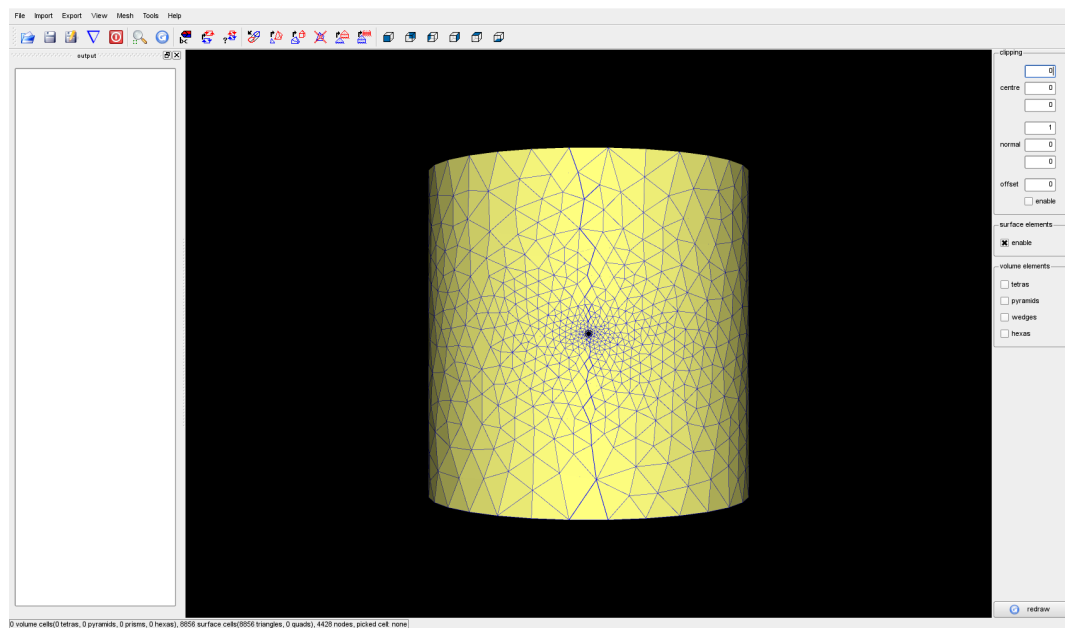 File Import Export View Mesh Tools Help
output
clipping
0
centre 0
0
1
normal 0
0
offset 0
enable
surface elements
enable
volume elements
tetras
pyramids
wedges
hexas
redraw
0 volume cells(0 tetras, 0 pyramids, 0 prisms, 0 hexas), 8856 surface cells(8856 triangles, 0 quads), 4428 nodes, picked cell: none